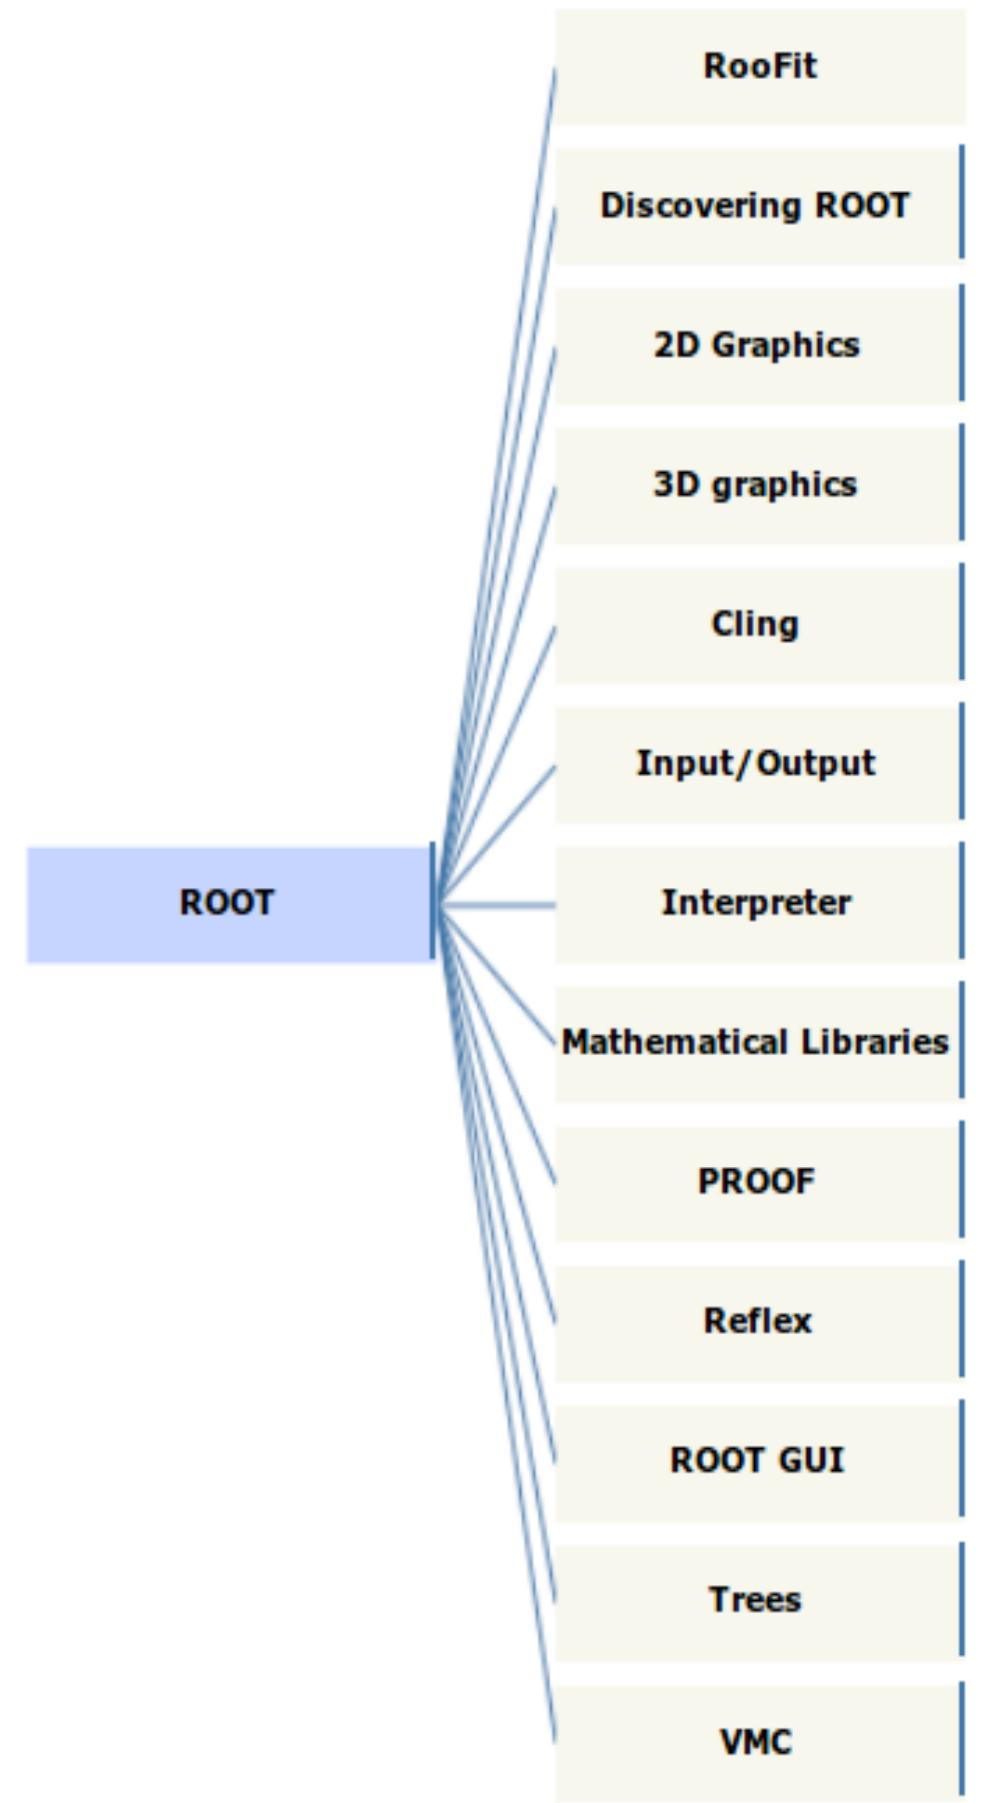 RooFit
Discovering ROOT
2D Graphics
3D graphics
Cling
Input/Output
ROOT
Interpreter
Mathematical Libraries
PROOF
Reflex
ROOT GUI
Trees
VMC